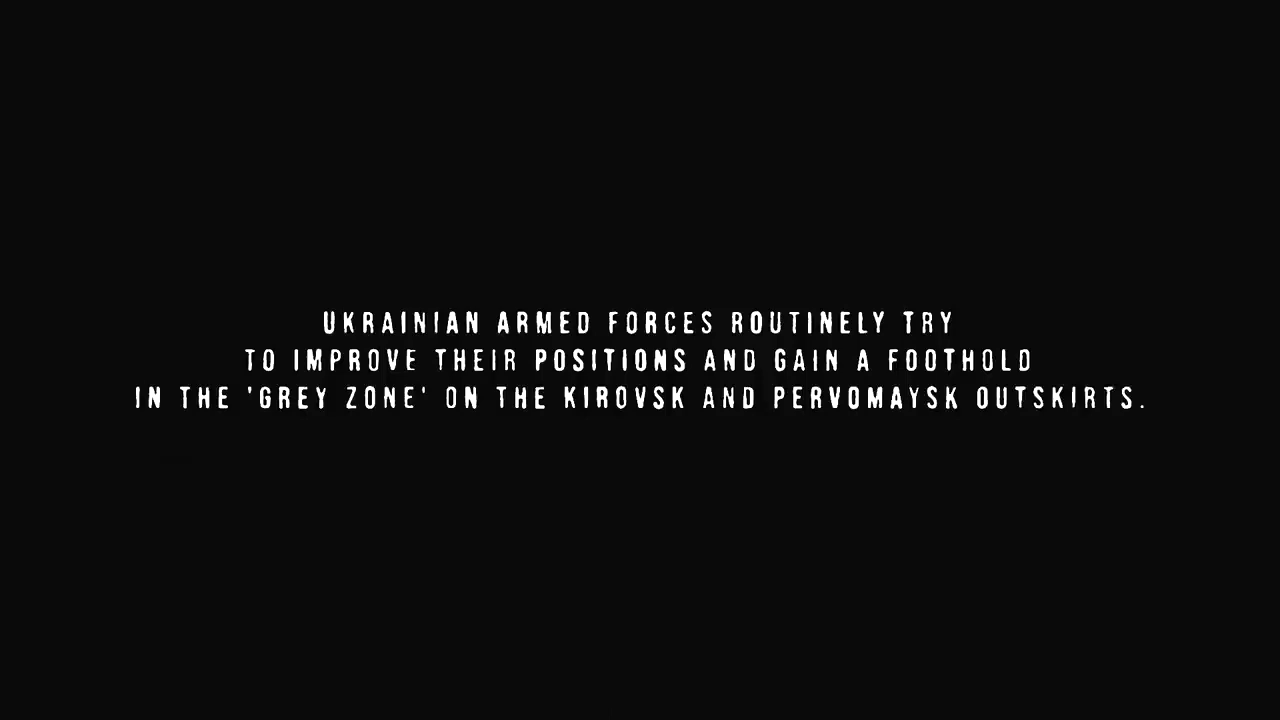 UKRAINIAN ARMED FORCES ROUTINELY TRY
TO IMPROVE THEIR POSITIONS AND GAIN A FOOTHOLD
IN THE 'GREY ZONE' ON THE KIROVSK AND PERVOMAYSK OUTSKIRTS.